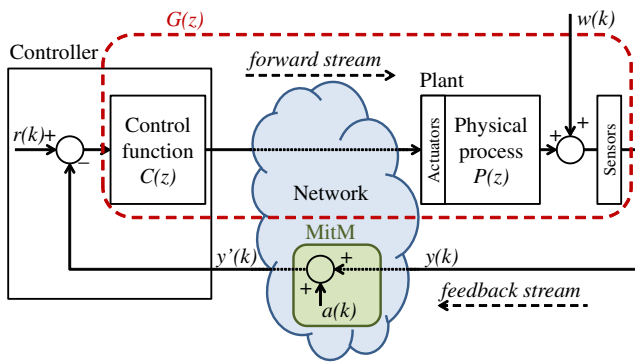 G(z)
w(k)
Controller
forward stream
Plant
r(k)
+
−
Control
function
C(z)
Actuators
Physical
process
P(z)
+
+
Sensors
Network
MitM
y'(k)
+
+
y(k)
a(k)
feedback stream